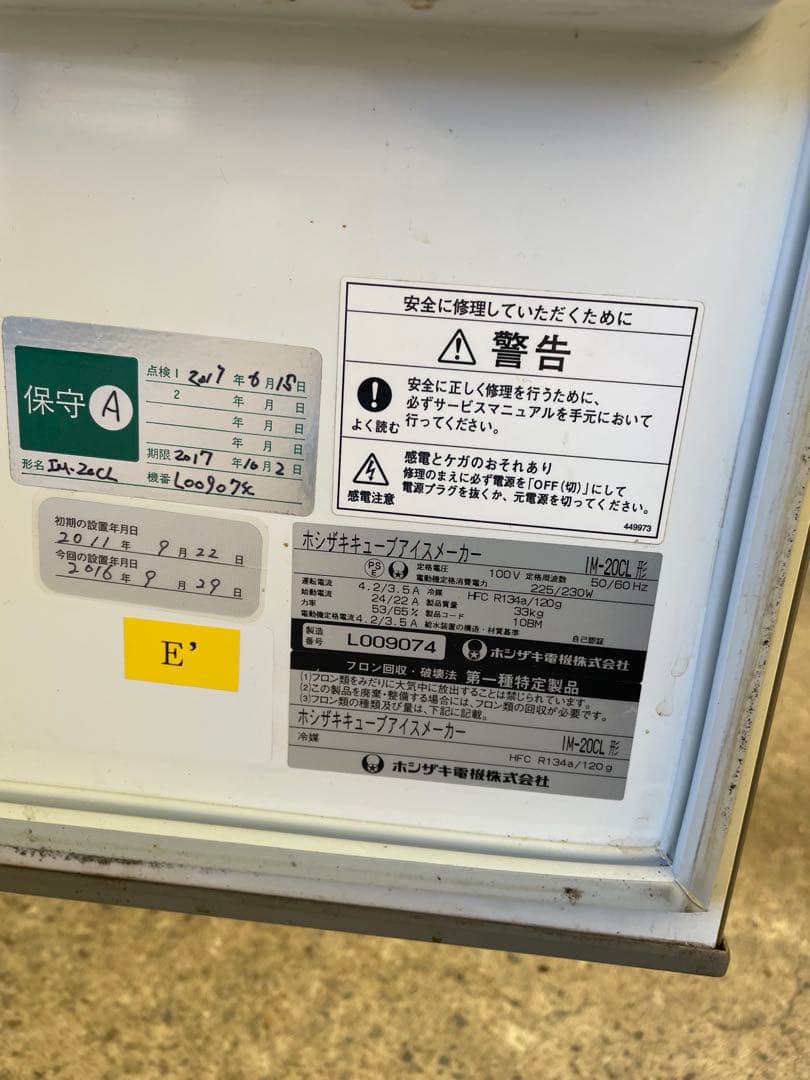 安全に修理していただくために
警告
安全に正しく修理を行うために、
必ずサービスマニュアルを手元において
行ってください。
よく読む
感電とケガのおそれあり
修理のまえに必ず電源を「OFF(切)」にして
電源プラグを抜くか、元電源を切ってください。
感電注意
449973
保守 A
点検 1 2017 年 6 月 15 日
2 年 月 日
年 月 日
年 月 日
期限 2017 年 10 月 2 日
形名 IM-20CL
機番 L00907
初期の設置年月日
2011 年 9 月 22 日
今回の設置年月日
2016 年 9 月 29 日
E’
ホシザキキューブアイスメーカー IM-20CL 形
PSE 定格電圧 100V 定格周波数 50/60 Hz
運転電流 4.2/3.5 A 電動機定格消費電力 225/230W
始動電流 24/22 A 冷媒 HFC R134a/120g
力率 53/65% 製品質量 33kg
電動機定格電流 4.2/3.5 A 製品コード 10BM
給水装置の構造・材質基準 自己認証
製造番号 L009074 ホシザキ電機株式会社
フロン回収・破壊法 第一種特定製品
(1)フロン類をみだりに大気中に放出することは禁じられています。
(2)この製品を廃棄・整備する場合には、フロン類の回収が必要です。
(3)フロン類の種類及び量は、下記に記載。
ホシザキキューブアイスメーカー IM-20CL 形
冷媒 HFC R134a/120g
ホシザキ電機株式会社